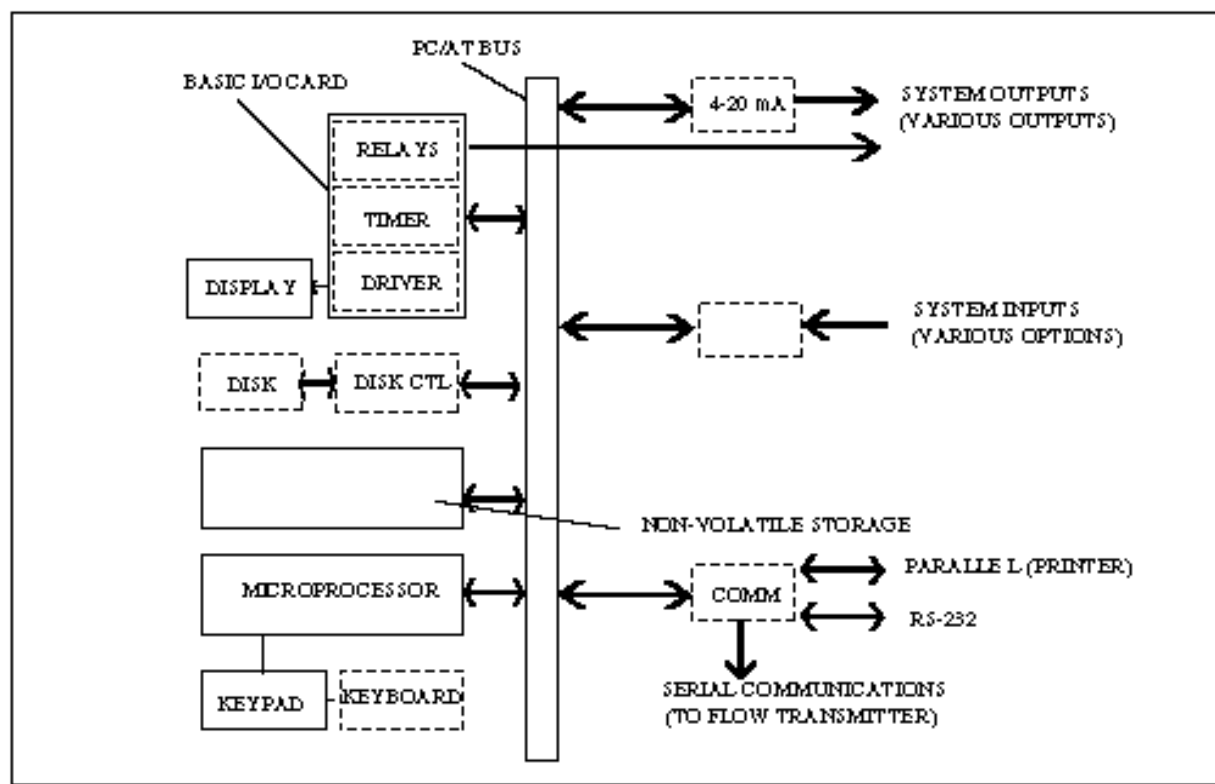 PC/AT BUS
BASIC I/O CARD
4-20 mA
SYSTEM OUTPUTS
(VARIOUS OUTPUTS)
RELAYS
TIMER
DRIVER
DISPLAY
SYSTEM INPUTS
(VARIOUS OPTIONS)
DISK
DISK CTL
NON-VOLATILE STORAGE
MICROPROCESSOR
COMM
PARALLEL (PRINTER)
RS-232
KEYPAD
KEYBOARD
SERIAL COMMUNICATIONS
(TO FLOW TRANSMITTER)